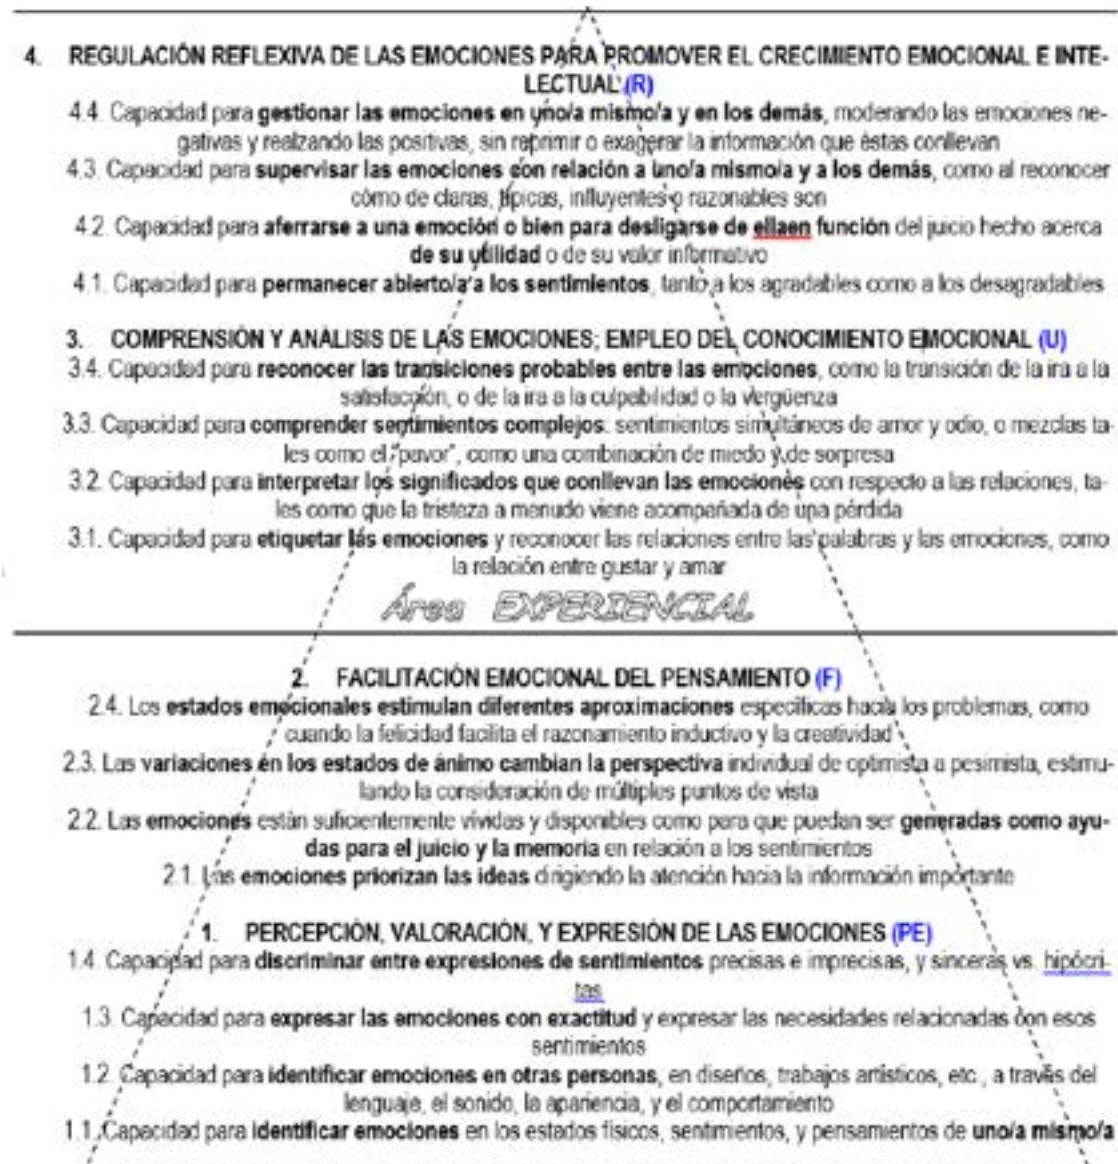 4. REGULACIÓN REFLEXIVA DE LAS EMOCIONES PARA PROMOVER EL CRECIMIENTO EMOCIONAL E INTE-
LECTUAL (R)
4.4. Capacidad para gestionar las emociones en uno/a mismo/a y en los demás, moderando las emociones ne-
gativas y realzando las positivas, sin reprimir o exagerar la información que éstas conllevan
4.3. Capacidad para supervisar las emociones con relación a uno/a mismo/a y a los demás, como al reconocer
cómo de claras, típicas, influyentes o razonables son
4.2. Capacidad para aferrarse a una emoción o bien para desligarse de ellaen función del juicio hecho acerca
de su utilidad o de su valor informativo
4.1. Capacidad para permanecer abierto/a a los sentimientos, tanto a los agradables como a los desagradables
3. COMPRENSIÓN Y ANÁLISIS DE LAS EMOCIONES; EMPLEO DEL CONOCIMIENTO EMOCIONAL (U)
3.4. Capacidad para reconocer las transiciones probables entre las emociones, como la transición de la ira a la
satisfacción, o de la ira a la culpabilidad o la vergüenza
3.3. Capacidad para comprender sentimientos complejos: sentimientos simultáneos de amor y odio, o mezclas ta-
les como el "pavor", como una combinación de miedo y de sorpresa
3.2. Capacidad para interpretar los significados que conllevan las emociones con respecto a las relaciones, ta-
les como que la tristeza a menudo viene acompañada de una pérdida
3.1. Capacidad para etiquetar las emociones y reconocer las relaciones entre las palabras y las emociones, como
la relación entre gustar y amar
Área EXPERIENCIAL
2. FACILITACIÓN EMOCIONAL DEL PENSAMIENTO (F)
2.4. Los estados emocionales estimulan diferentes aproximaciones específicas hacia los problemas, como
cuando la felicidad facilita el razonamiento inductivo y la creatividad
2.3. Las variaciones en los estados de ánimo cambian la perspectiva individual de optimista a pesimista, estimu-
lando la consideración de múltiples puntos de vista
2.2. Las emociones están suficientemente vívidas y disponibles como para que puedan ser generadas como ayu-
das para el juicio y la memoria en relación a los sentimientos
2.1. Las emociones priorizan las ideas dirigiendo la atención hacia la información importante
1. PERCEPCIÓN, VALORACIÓN, Y EXPRESIÓN DE LAS EMOCIONES (PE)
1.4. Capacidad para discriminar entre expresiones de sentimientos precisas e imprecisas, y sinceras vs. hipócri-
tas
1.3. Capacidad para expresar las emociones con exactitud y expresar las necesidades relacionadas con esos
sentimientos
1.2. Capacidad para identificar emociones en otras personas, en diseños, trabajos artísticos, etc., a través del
lenguaje, el sonido, la apariencia, y el comportamiento
1.1. Capacidad para identificar emociones en los estados físicos, sentimientos, y pensamientos de uno/a mismo/a